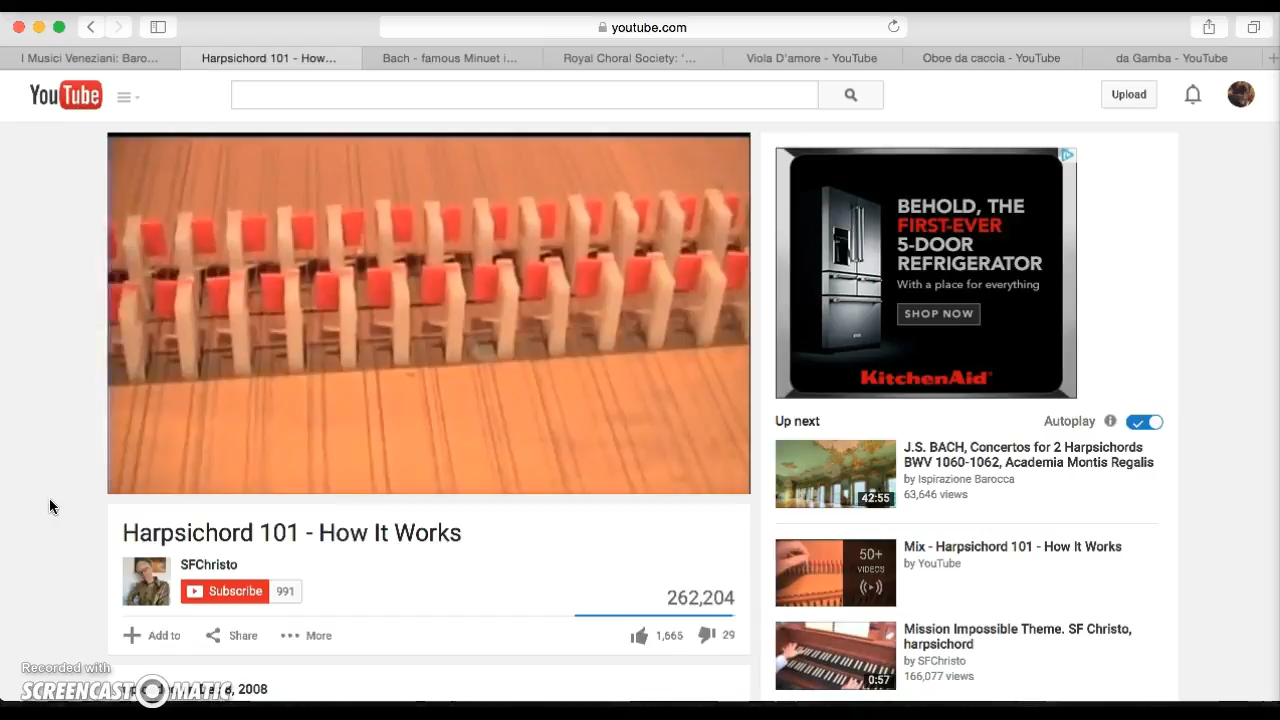 youtube.com
I Musici Veneziani: Baro...
Harpsichord 101 - How...
Bach - famous Minuet i...
Royal Choral Society: '...
Viola D'amore - YouTube
Oboe da caccia - YouTube
da Gamba - YouTube
YouTube
Upload
BEHOLD, THE
FIRST-EVER
5-DOOR
REFRIGERATOR
With a place for everything
SHOP NOW
KitchenAid
Up next
Autoplay
J.S. BACH, Concertos for 2 Harpsichords
BWV 1060-1062, Academia Montis Regalis
by Ispirazione Barocca
63,646 views
42:55
Mix - Harpsichord 101 - How It Works
by YouTube
50+
VIDEOS
Mission Impossible Theme. SF Christo,
harpsichord
by SFChristo
166,077 views
0:57
Harpsichord 101 - How It Works
SFChristo
Subscribe 991
262,204
Add to
Share
More
1,665
29
Recorded with
SCREENCAST-O-MATIC
2008